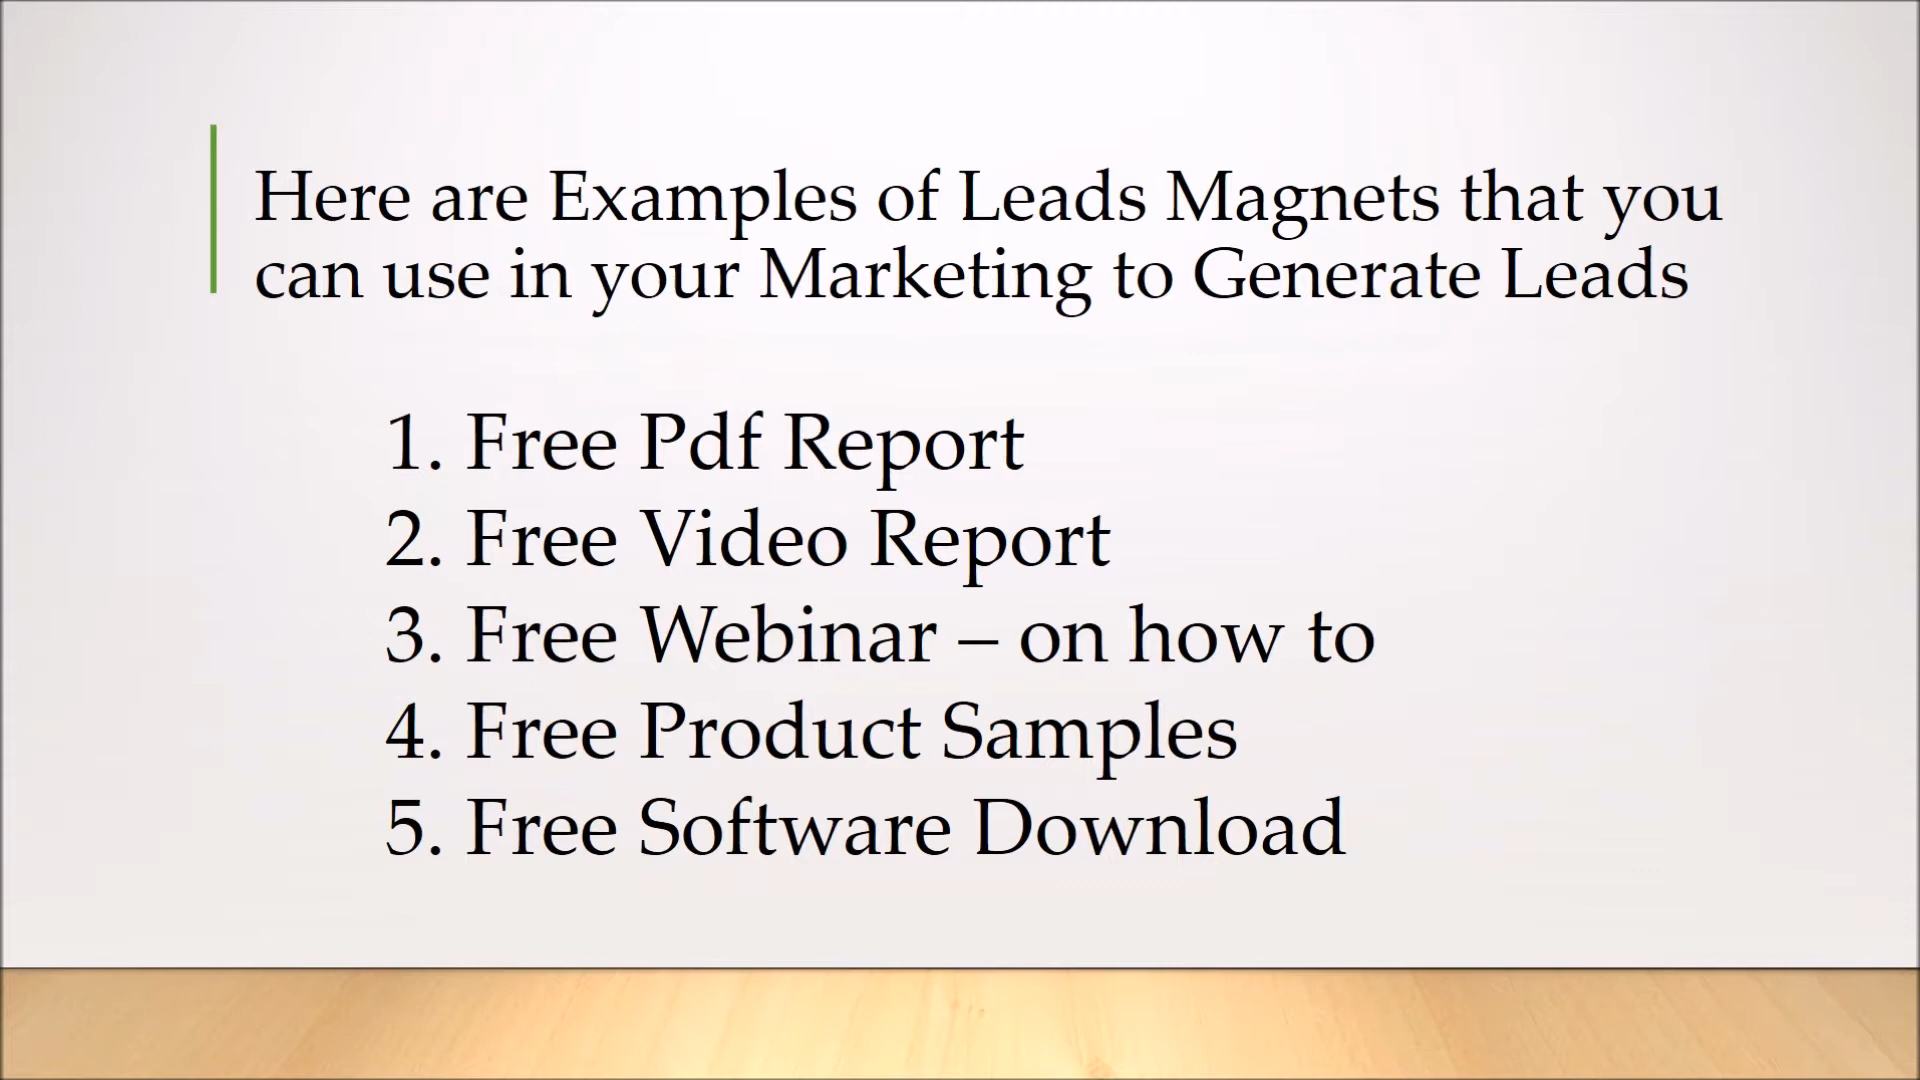 Here are Examples of Leads Magnets that you
can use in your Marketing to Generate Leads
1. Free Pdf Report
2. Free Video Report
3. Free Webinar – on how to
4. Free Product Samples
5. Free Software Download